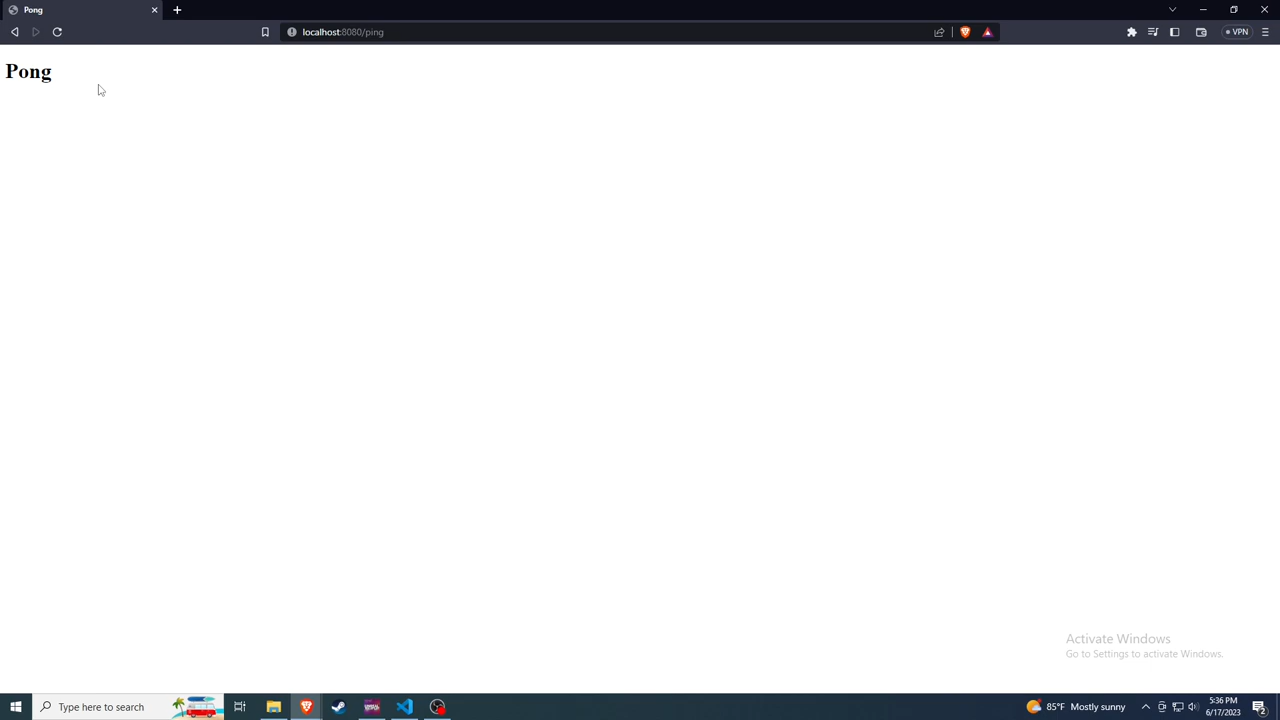 Pong
localhost:8080/ping
VPN
Pong
Activate Windows
Go to Settings to activate Windows.
Type here to search
85°F Mostly sunny
5:36 PM
6/17/2023
2